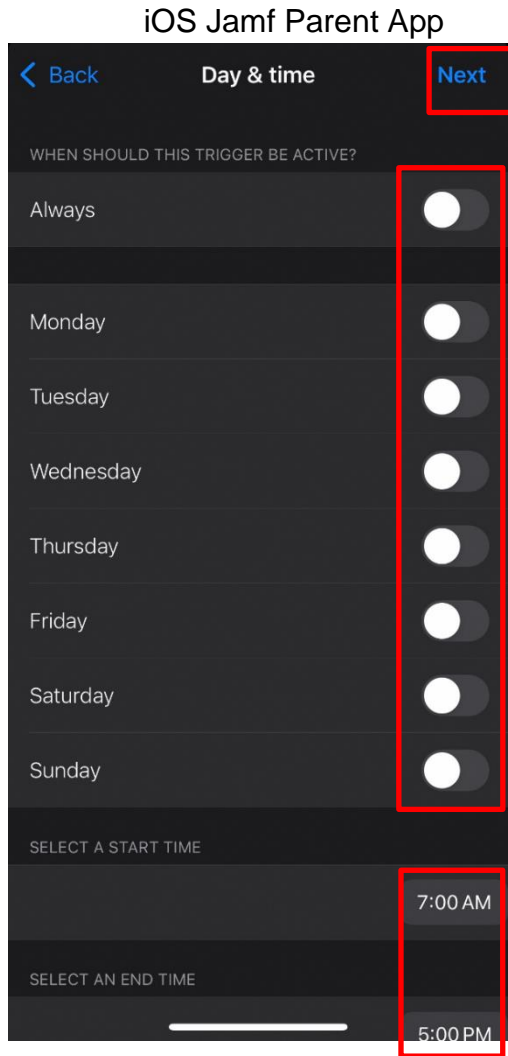 iOS Jamf Parent App
Back Day & time Next
WHEN SHOULD THIS TRIGGER BE ACTIVE?
Always
Monday
Tuesday
Wednesday
Thursday
Friday
Saturday
Sunday
SELECT A START TIME
7:00 AM
SELECT AN END TIME
5:00 PM